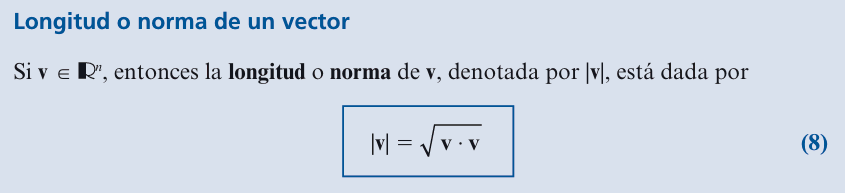 Longitud o norma de un vector
Si v ∈ ℝⁿ, entonces la longitud o norma de v, denotada por |v|, está dada por
|v| = √(v · v) (8)